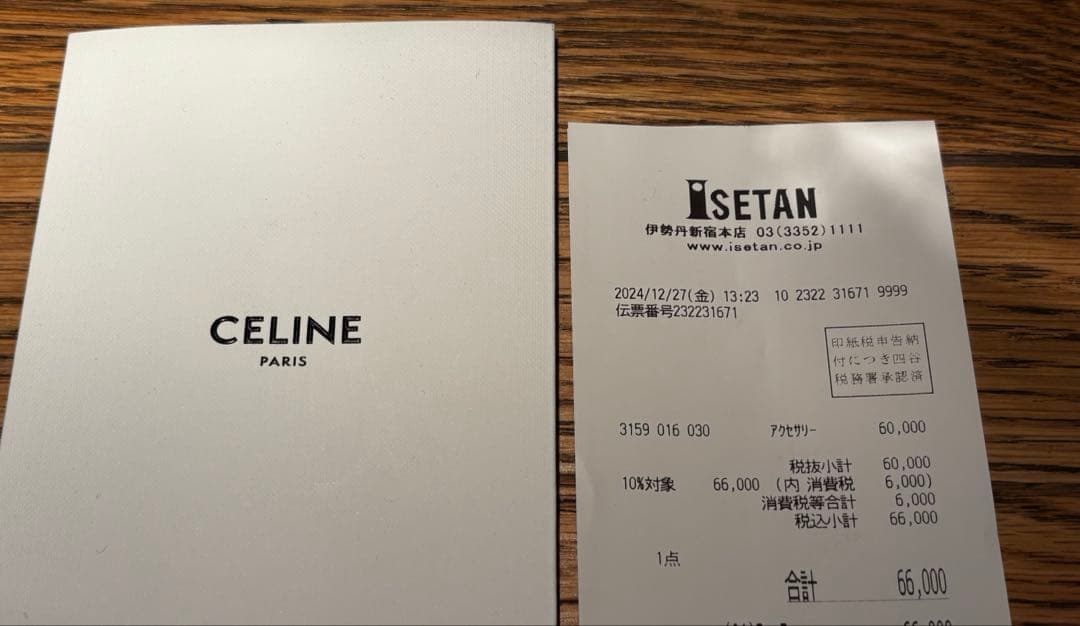 CELINE
PARIS
ISETAN
伊勢丹新宿本店 03(3352)1111
www.isetan.co.jp
2024/12/27(金) 13:23 10 2322 31671 9999
伝票番号232231671
印紙税申告納
付につき四谷
税務署承認済
3159 016 030 アクセサリー 60,000
税抜小計 60,000
10%対象 66,000 (内 消費税 6,000)
消費税等合計 6,000
税込小計 66,000
1点
合計 66,000